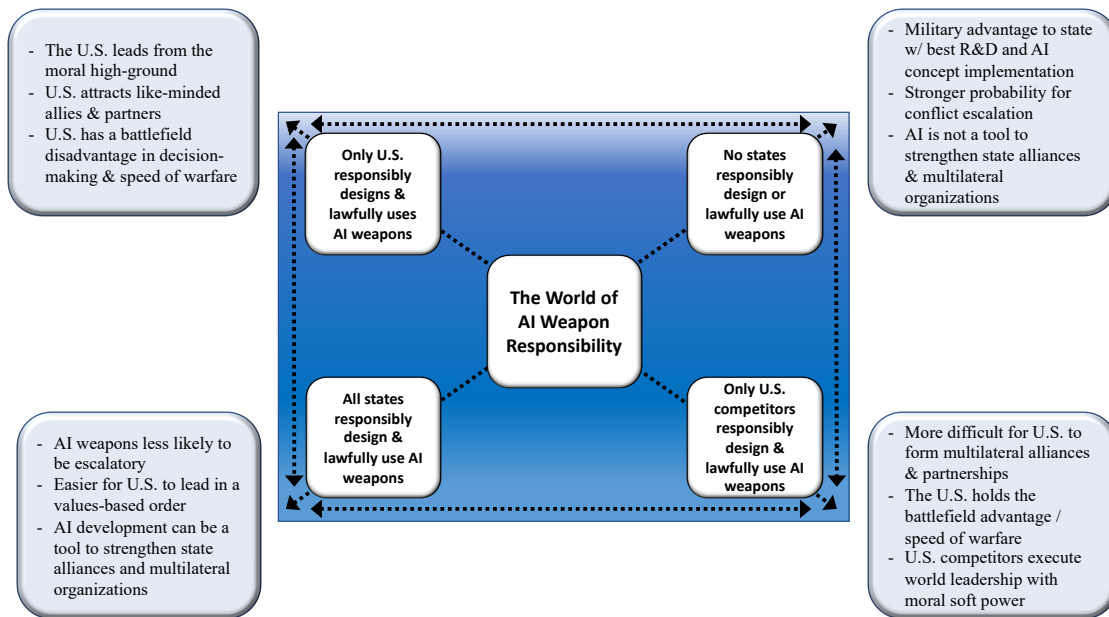 - The U.S. leads from the
moral high-ground
- U.S. attracts like-minded
allies & partners
- U.S. has a battlefield
disadvantage in decision-
making & speed of warfare
- Military advantage to state
w/ best R&D and AI
concept implementation
- Stronger probability for
conflict escalation
- AI is not a tool to
strengthen state alliances
& multilateral
organizations
Only U.S.
responsibly
designs &
lawfully uses
AI weapons
No states
responsibly
design or
lawfully use AI
weapons
The World of
AI Weapon
Responsibility
All states
responsibly
design &
lawfully use AI
weapons
Only U.S.
competitors
responsibly
design &
lawfully use AI
weapons
- AI weapons less likely to
be escalatory
- Easier for U.S. to lead in a
values-based order
- AI development can be a
tool to strengthen state
alliances and multilateral
organizations
- More difficult for U.S. to
form multilateral alliances
& partnerships
- The U.S. holds the
battlefield advantage /
speed of warfare
- U.S. competitors execute
world leadership with
moral soft power